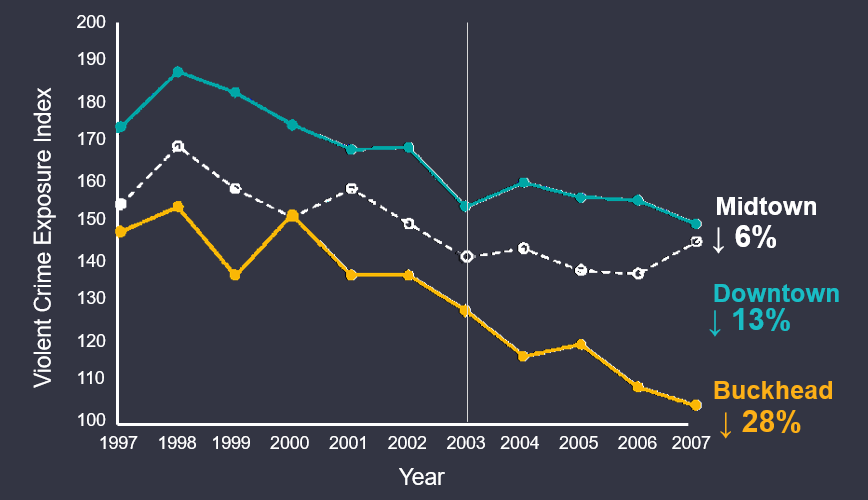 200
190
180
170
160
150
140
130
120
110
100
Violent Crime Exposure Index
1997 1998 1999 2000 2001 2002 2003 2004 2005 2006 2007
Year
Midtown
↓ 6%
Downtown
↓ 13%
Buckhead
↓ 28%